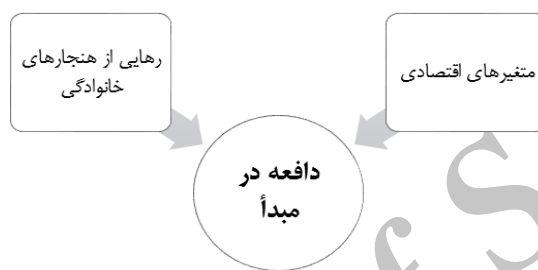 متغیرهای اقتصادی
رهایی از هنجارهای
خانوادگی
دافعه در
مبدأ
f S